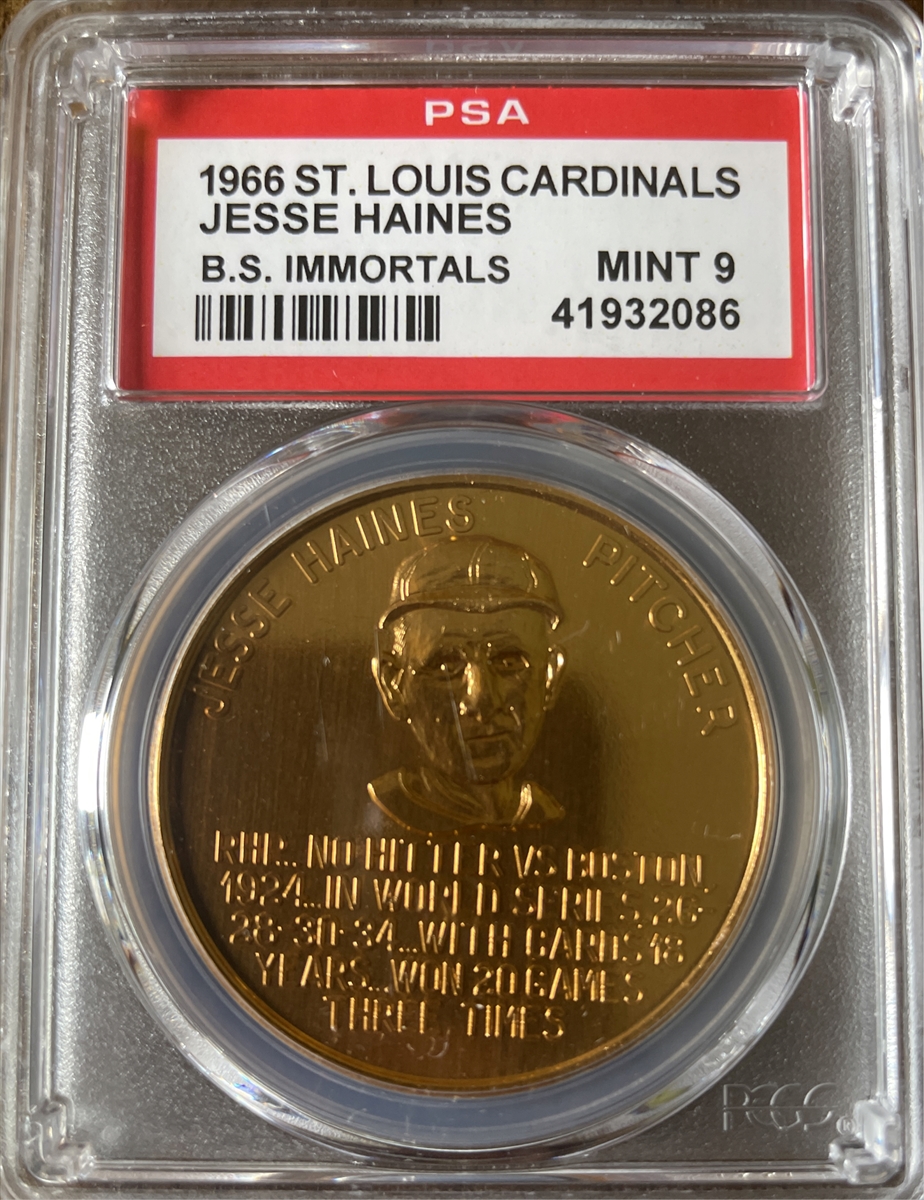 PSA
1966 ST. LOUIS CARDINALS
JESSE HAINES
B.S. IMMORTALS MINT 9
41932086
JESSE HAINES PITCHER
RHP... NO HITTER VS BOSTON,
1924...IN WORLD SERIES, 26-
28-30-34...WITH CARDS 18
YEARS...WON 20 GAMES
THREE TIMES
PCGS